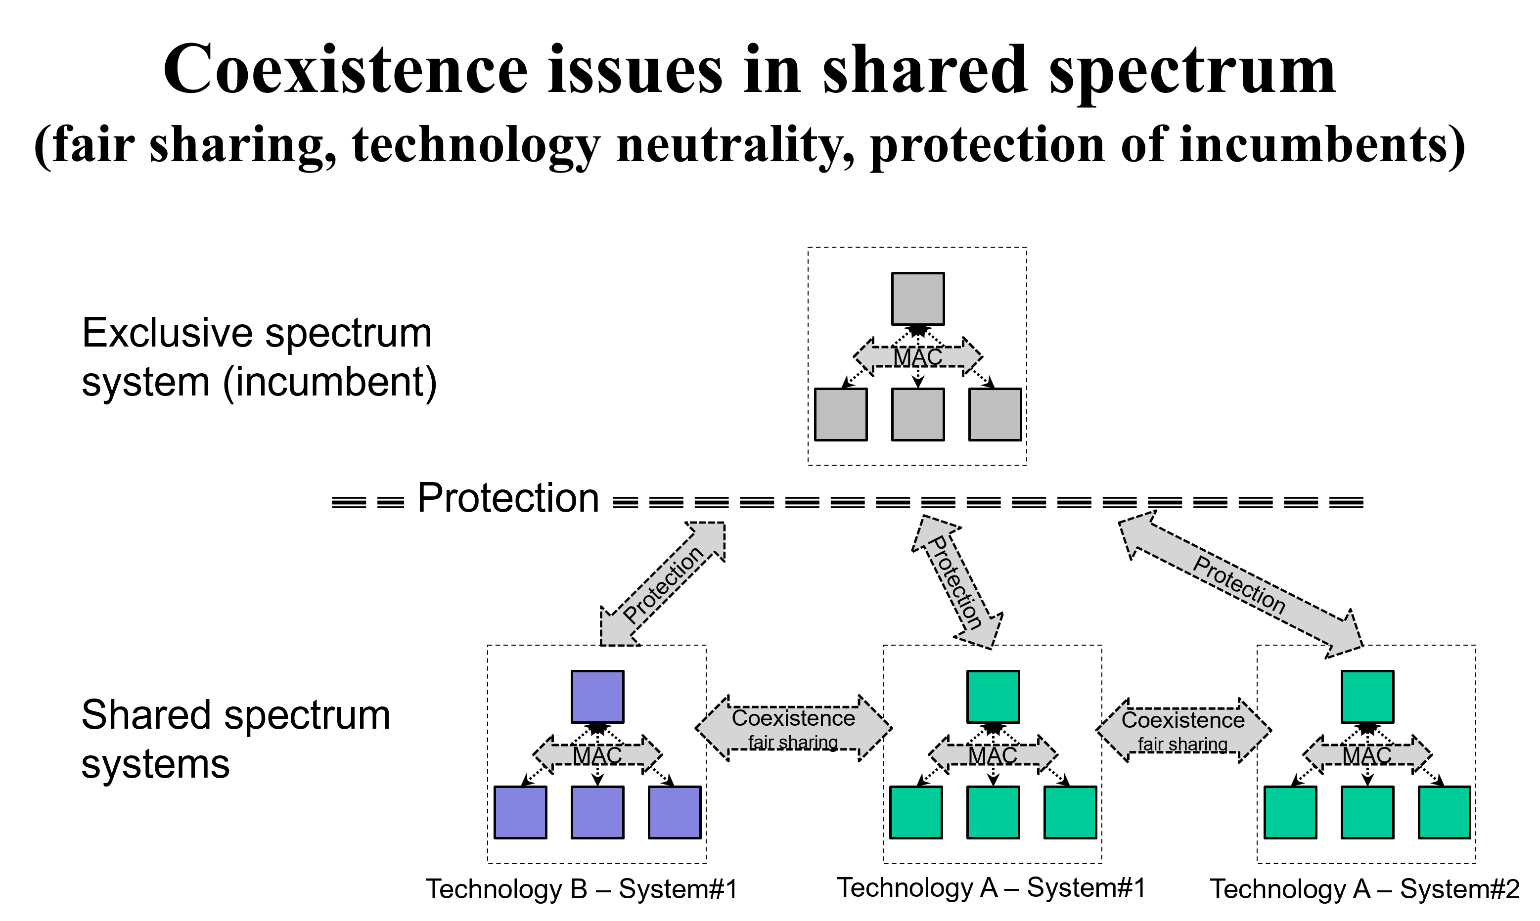 Coexistence issues in shared spectrum
(fair sharing, technology neutrality, protection of incumbents)
Exclusive spectrum
system (incumbent)
MAC
Protection
Protection
Protection
Protection
Shared spectrum
systems
MAC
Coexistence
fair sharing
MAC
Coexistence
fair sharing
MAC
Technology B – System#1
Technology A – System#1
Technology A – System#2